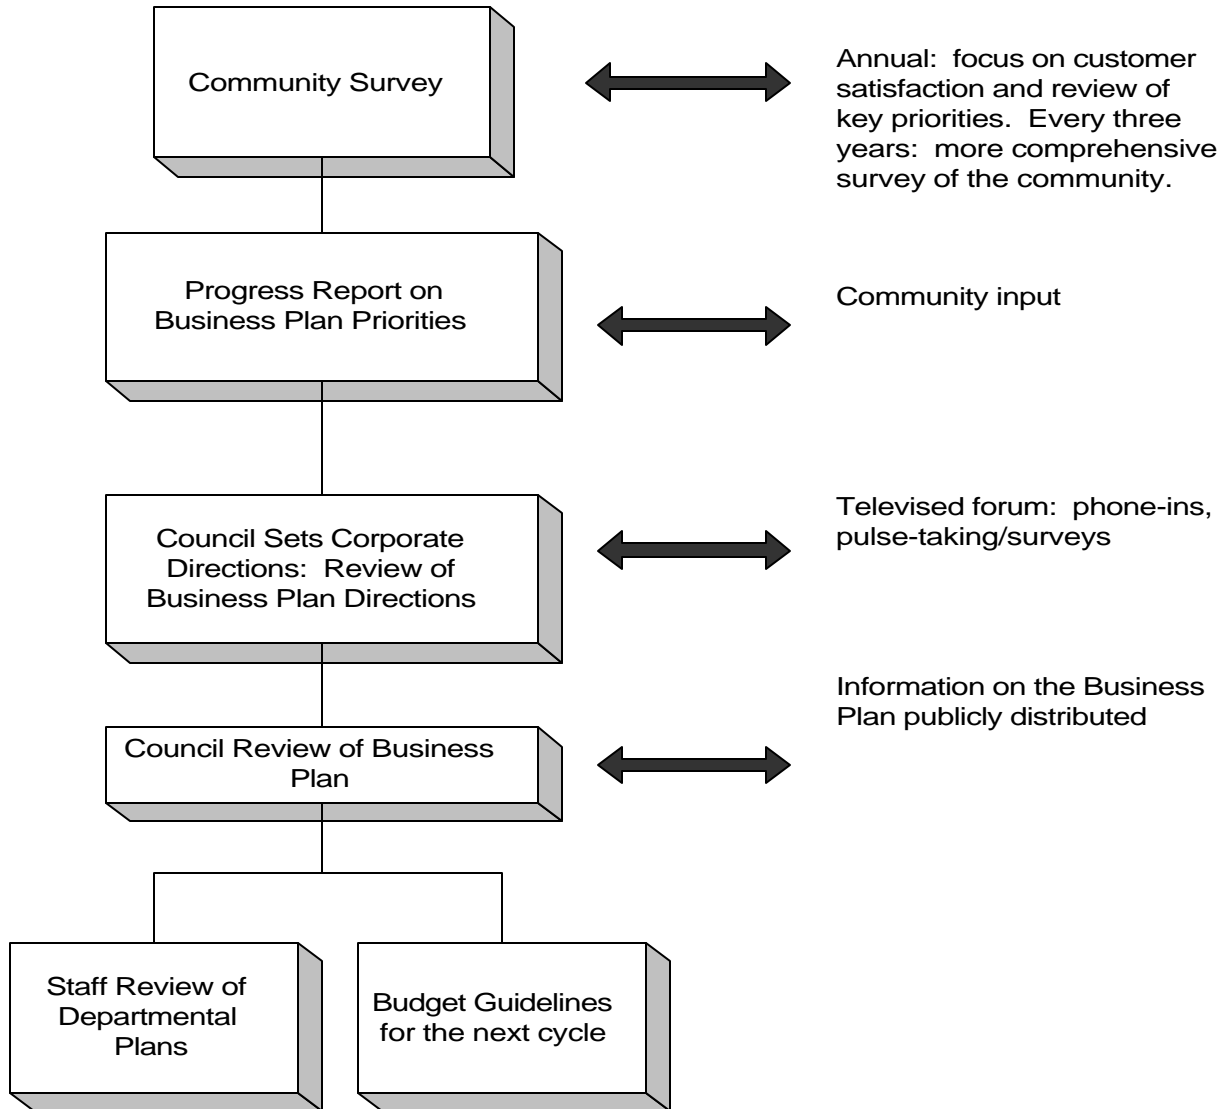 Community Survey
Annual:  focus on customer
satisfaction and review of
key priorities.  Every three
years:  more comprehensive
survey of the community.
Progress Report on
Business Plan Priorities
Community input
Council Sets Corporate
Directions:  Review of
Business Plan Directions
Televised forum:  phone-ins,
pulse-taking/surveys
Council Review of Business
Plan
Information on the Business
Plan publicly distributed
Staff Review of
Departmental
Plans
Budget Guidelines
for the next cycle